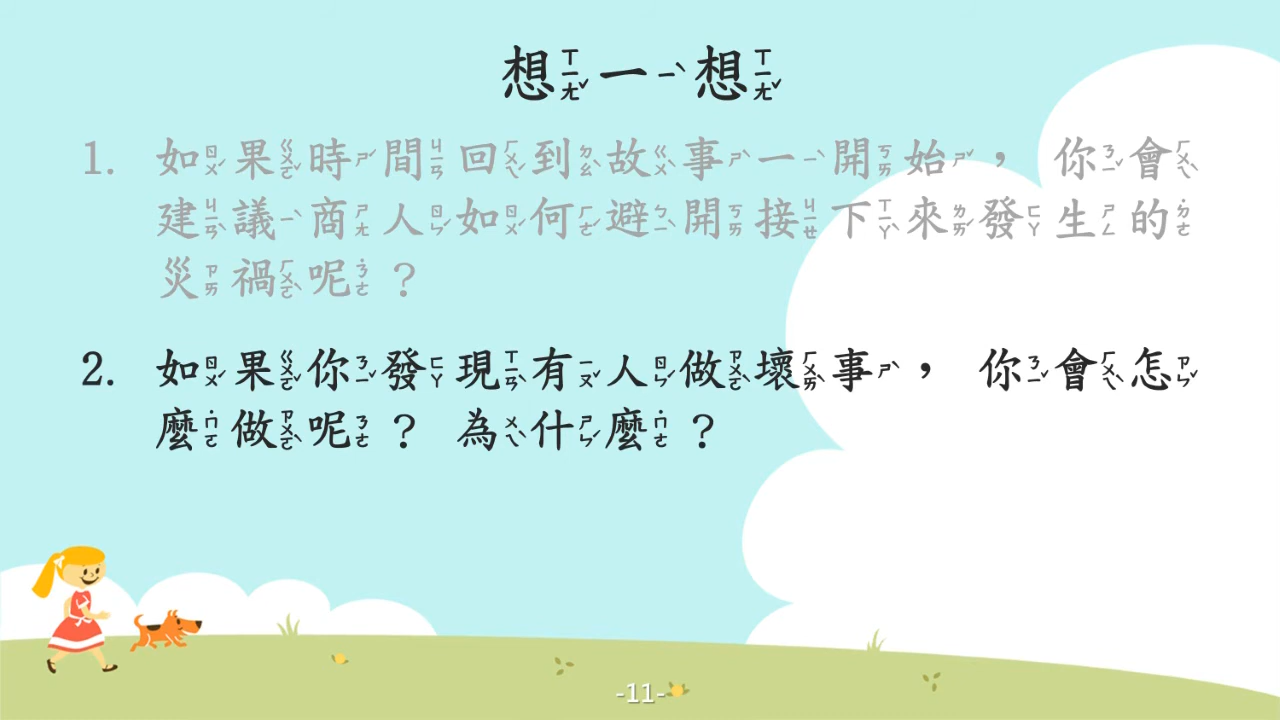 想一想
1. 如果時間回到故事一開始，你會
建議商人如何避開接下來發生的
災禍呢？
2. 如果你發現有人做壞事，你會怎
麼做呢？為什麼？
-11-